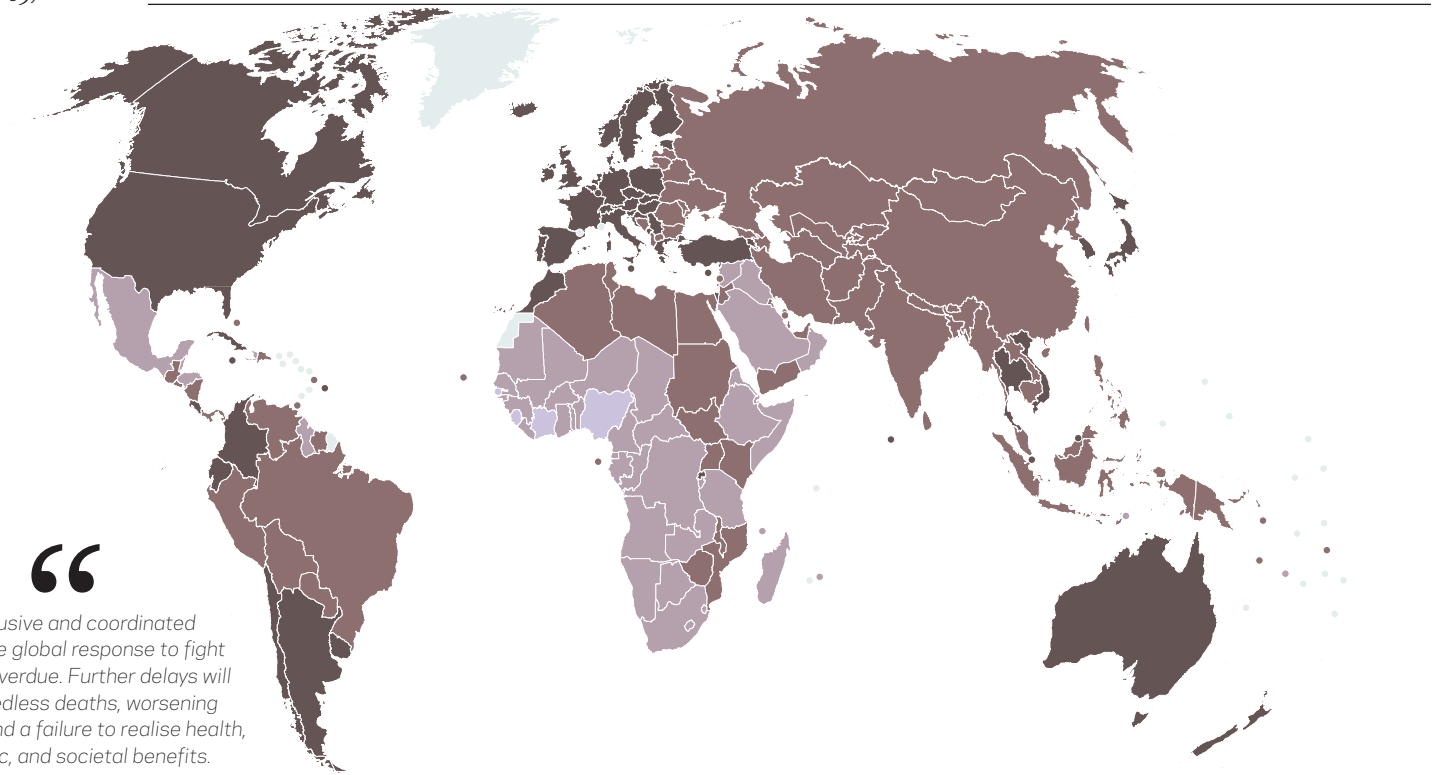 “
usive and coordinated
e global response to fight
verdue. Further delays will
edless deaths, worsening
nd a failure to realise health,
c, and societal benefits.